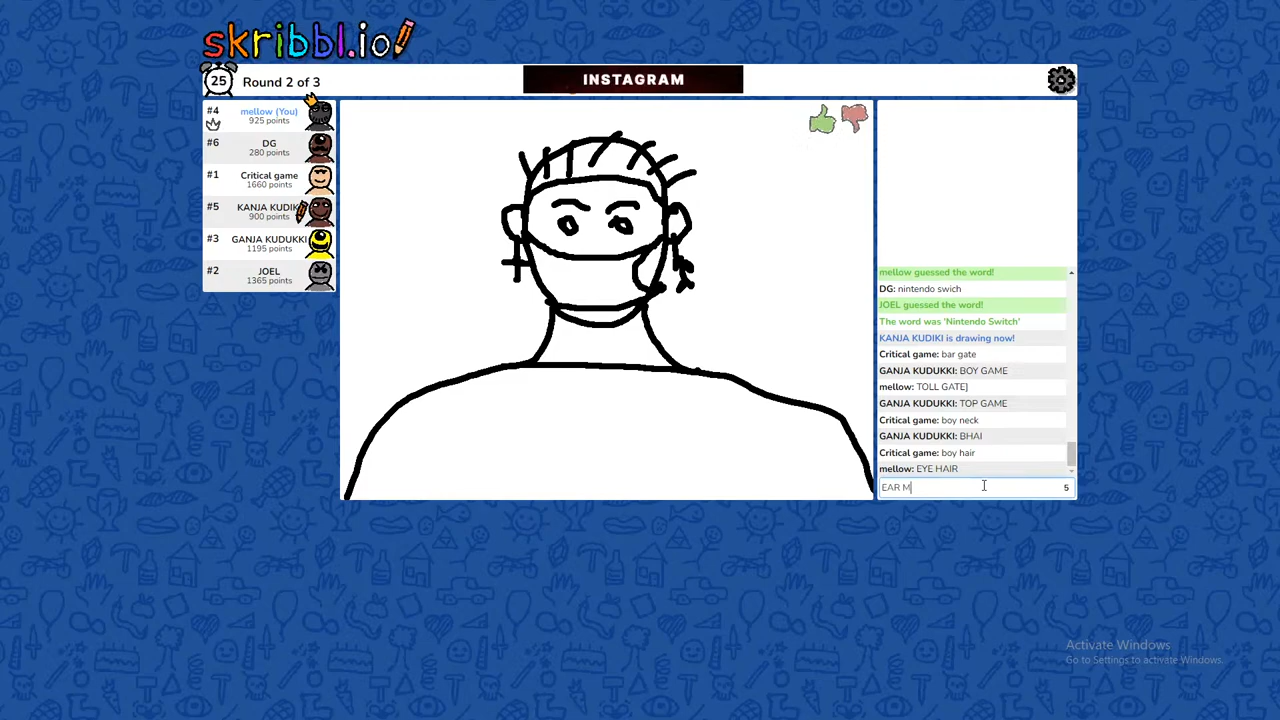 skribbl.io
25
Round 2 of 3
INSTAGRAM
#4
mellow (You)
925 points
#6
DG
280 points
#1
Critical game
1660 points
#5
KANJA KUDIK
900 points
#3
GANJA KUDUKKI
1195 points
#2
JOEL
1365 points
mellow guessed the word!
DG: nintendo swich
JOEL guessed the word!
The word was 'Nintendo Switch'
KANJA KUDIKI is drawing now!
Critical game: bar gate
GANJA KUDUKKI: BOY GAME
mellow: TOLL GATE]
GANJA KUDUKKI: TOP GAME
Critical game: boy neck
GANJA KUDUKKI: BHAI
Critical game: boy hair
mellow: EYE HAIR
EAR M
5
Activate Windows
Go to Settings to activate Windows.